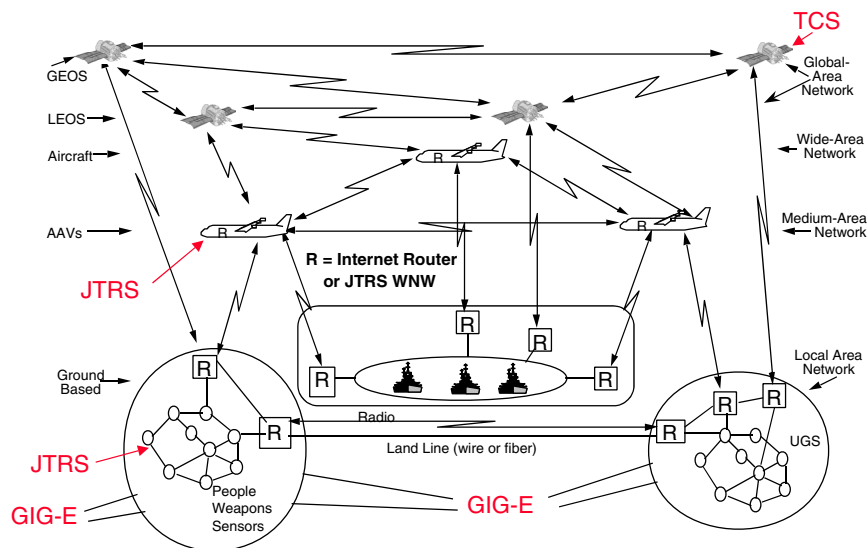 TCS
GEOS
Global-
Area
Network
LEOS
Aircraft
R
Wide-Area
Network
AAVs
R
R
Medium-Area
Network
JTRS
R = Internet Router
or JTRS WNW
R
R
R
R
Ground
Based
R
Local Area
Network
R
R
Radio
R
R
UGS
Land Line (wire or fiber)
JTRS
People
Weapons
Sensors
GIG-E
GIG-E